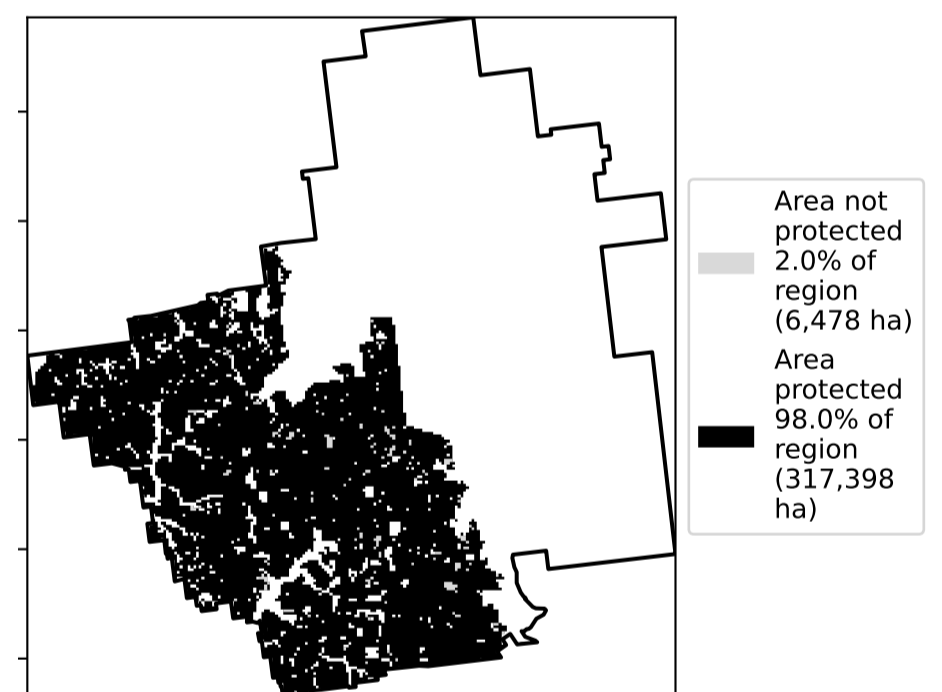 Area not
protected
2.0% of
region
(6,478 ha)
Area
protected
98.0% of
region
(317,398
ha)